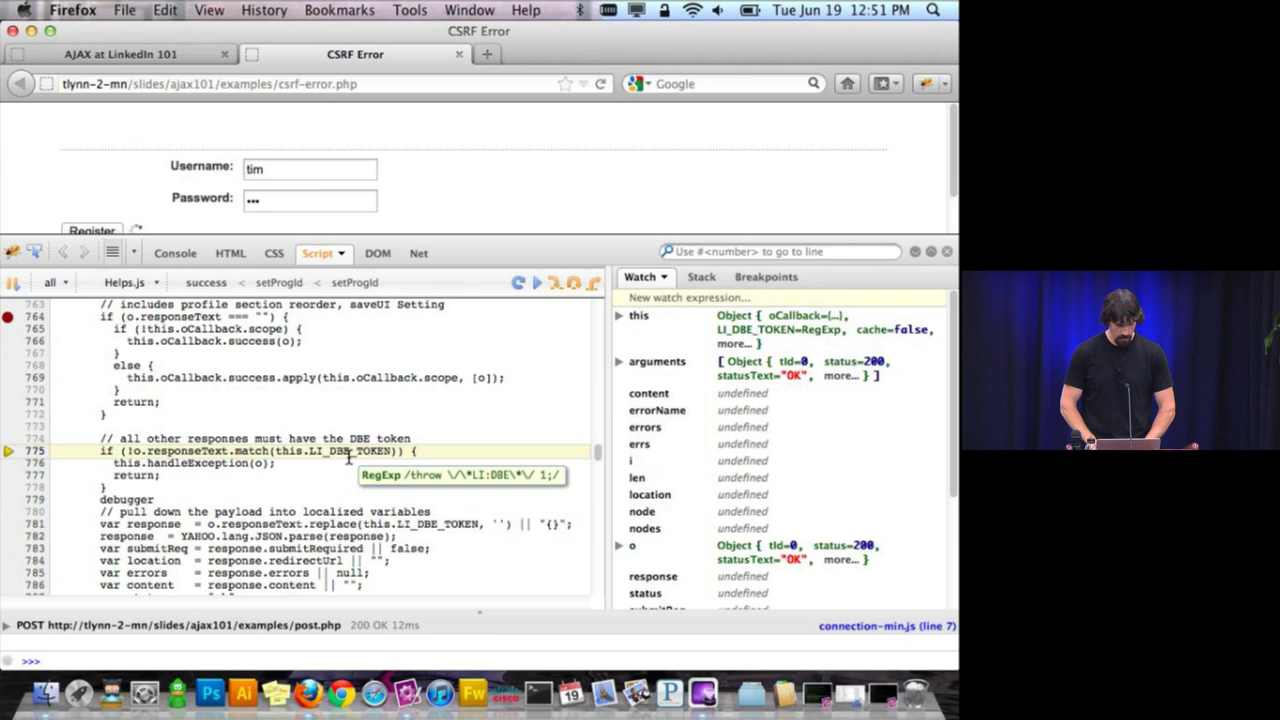 Firefox File Edit View History Bookmarks Tools Window Help Tue Jun 19 12:51 PM
CSRF Error
AJAX at LinkedIn 101 × CSRF Error × +
tlynn-2-mn/slides/ajax101/examples/csrf-error.php Google
Username: tim
Password: •••
Register
Console HTML CSS Script DOM Net Use #<number> to go to line
all Helps.js success < setProgId < setProgId
Watch Stack Breakpoints
763 // includes profile section reorder, saveUI Setting
764 if (o.responseText === "") {
765 if (!this.oCallback.scope) {
766 this.oCallback.success(o);
767 }
768 else {
769 this.oCallback.success.apply(this.oCallback.scope, [o]);
770 }
771 return;
772 }
773
774 // all other responses must have the DBE token
775 if (!o.responseText.match(this.LI_DBE_TOKEN)) {
776 this.handleException(o);
777 return;
RegExp /throw \/\*LI:DBE\*\/ 1;/
778 }
779 debugger
780 // pull down the payload into localized variables
781 var response = o.responseText.replace(this.LI_DBE_TOKEN, '') || "{}";
782 response = YAHOO.lang.JSON.parse(response);
783 var submitReq = response.submitRequired || false;
784 var location = response.redirectUrl || "";
785 var errors = response.errors || null;
786 var content = response.content || "";
New watch expression...
this Object { oCallback={...},
LI_DBE_TOKEN=RegExp, cache=false,
more... }
arguments [ Object { tId=0, status=200,
statusText="OK", more... } ]
content undefined
errorName undefined
errors undefined
errs undefined
i undefined
len undefined
location undefined
node undefined
nodes undefined
o Object { tId=0, status=200,
statusText="OK", more... }
response undefined
status undefined
POST http://tlynn-2-mn/slides/ajax101/examples/post.php 200 OK 12ms connection-min.js (line 7)
>>>
Ps Ai Fw CISCO 19 P